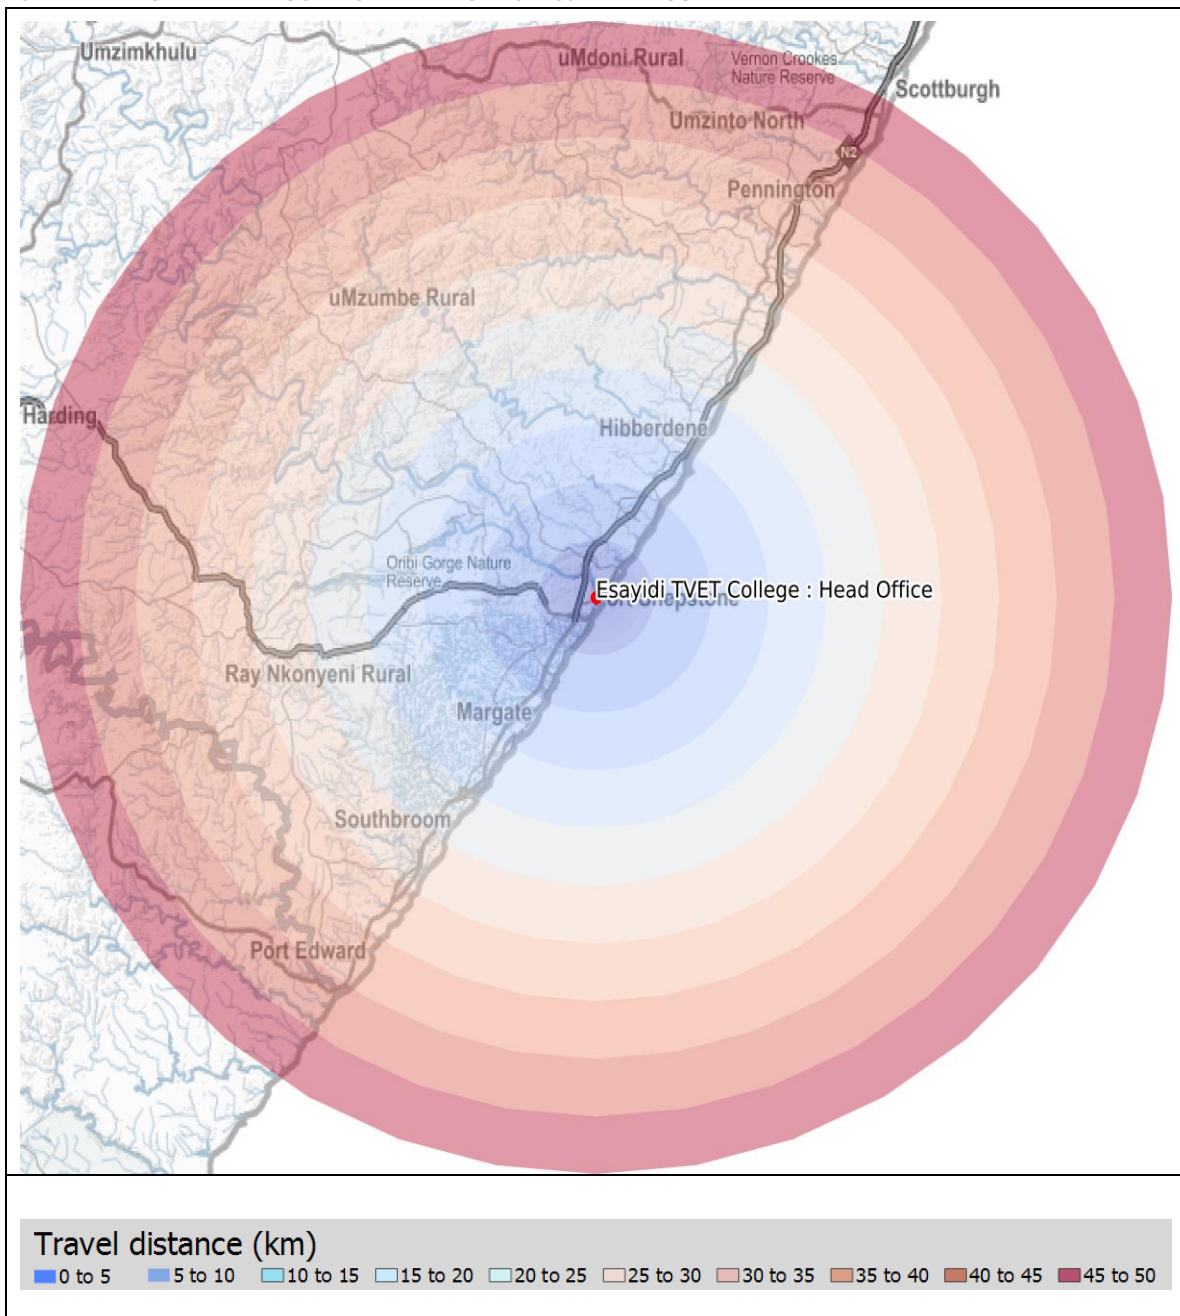 Umzimkhulu
uMdoni Rural
Vernon Crookes
Nature Reserve
Scottburgh
Umzinto North
N2
Pennington
uMzumbe Rural
Harding
Hibberdene
Oribi Gorge Nature
Reserve
Esayidi TVET College : Head Office
Ray Nkonyeni Rural
Margate
Southbroom
Port Edward
Travel distance (km)
0 to 5 5 to 10 10 to 15 15 to 20 20 to 25 25 to 30 30 to 35 35 to 40 40 to 45 45 to 50